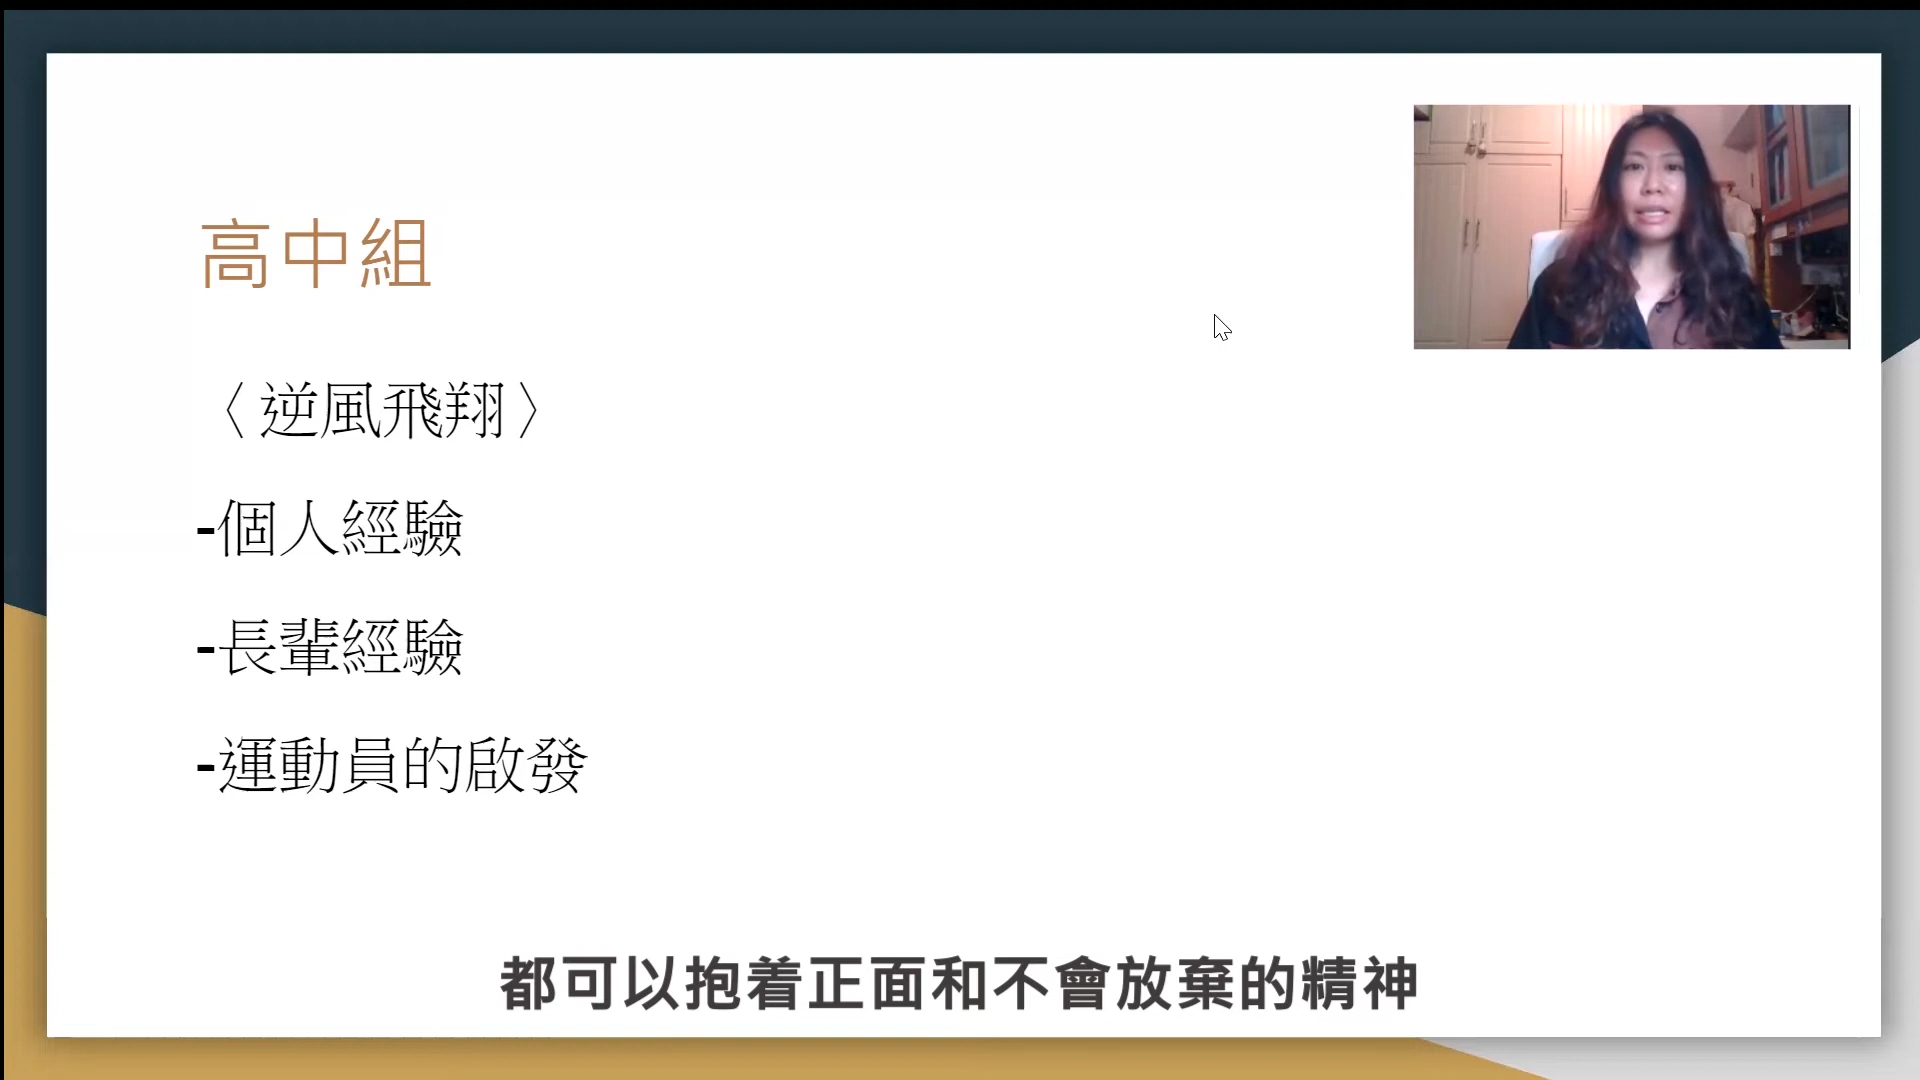 高中組
〈逆風飛翔〉
-個人經驗
-長輩經驗
-運動員的啟發
都可以抱着正面和不會放棄的精神